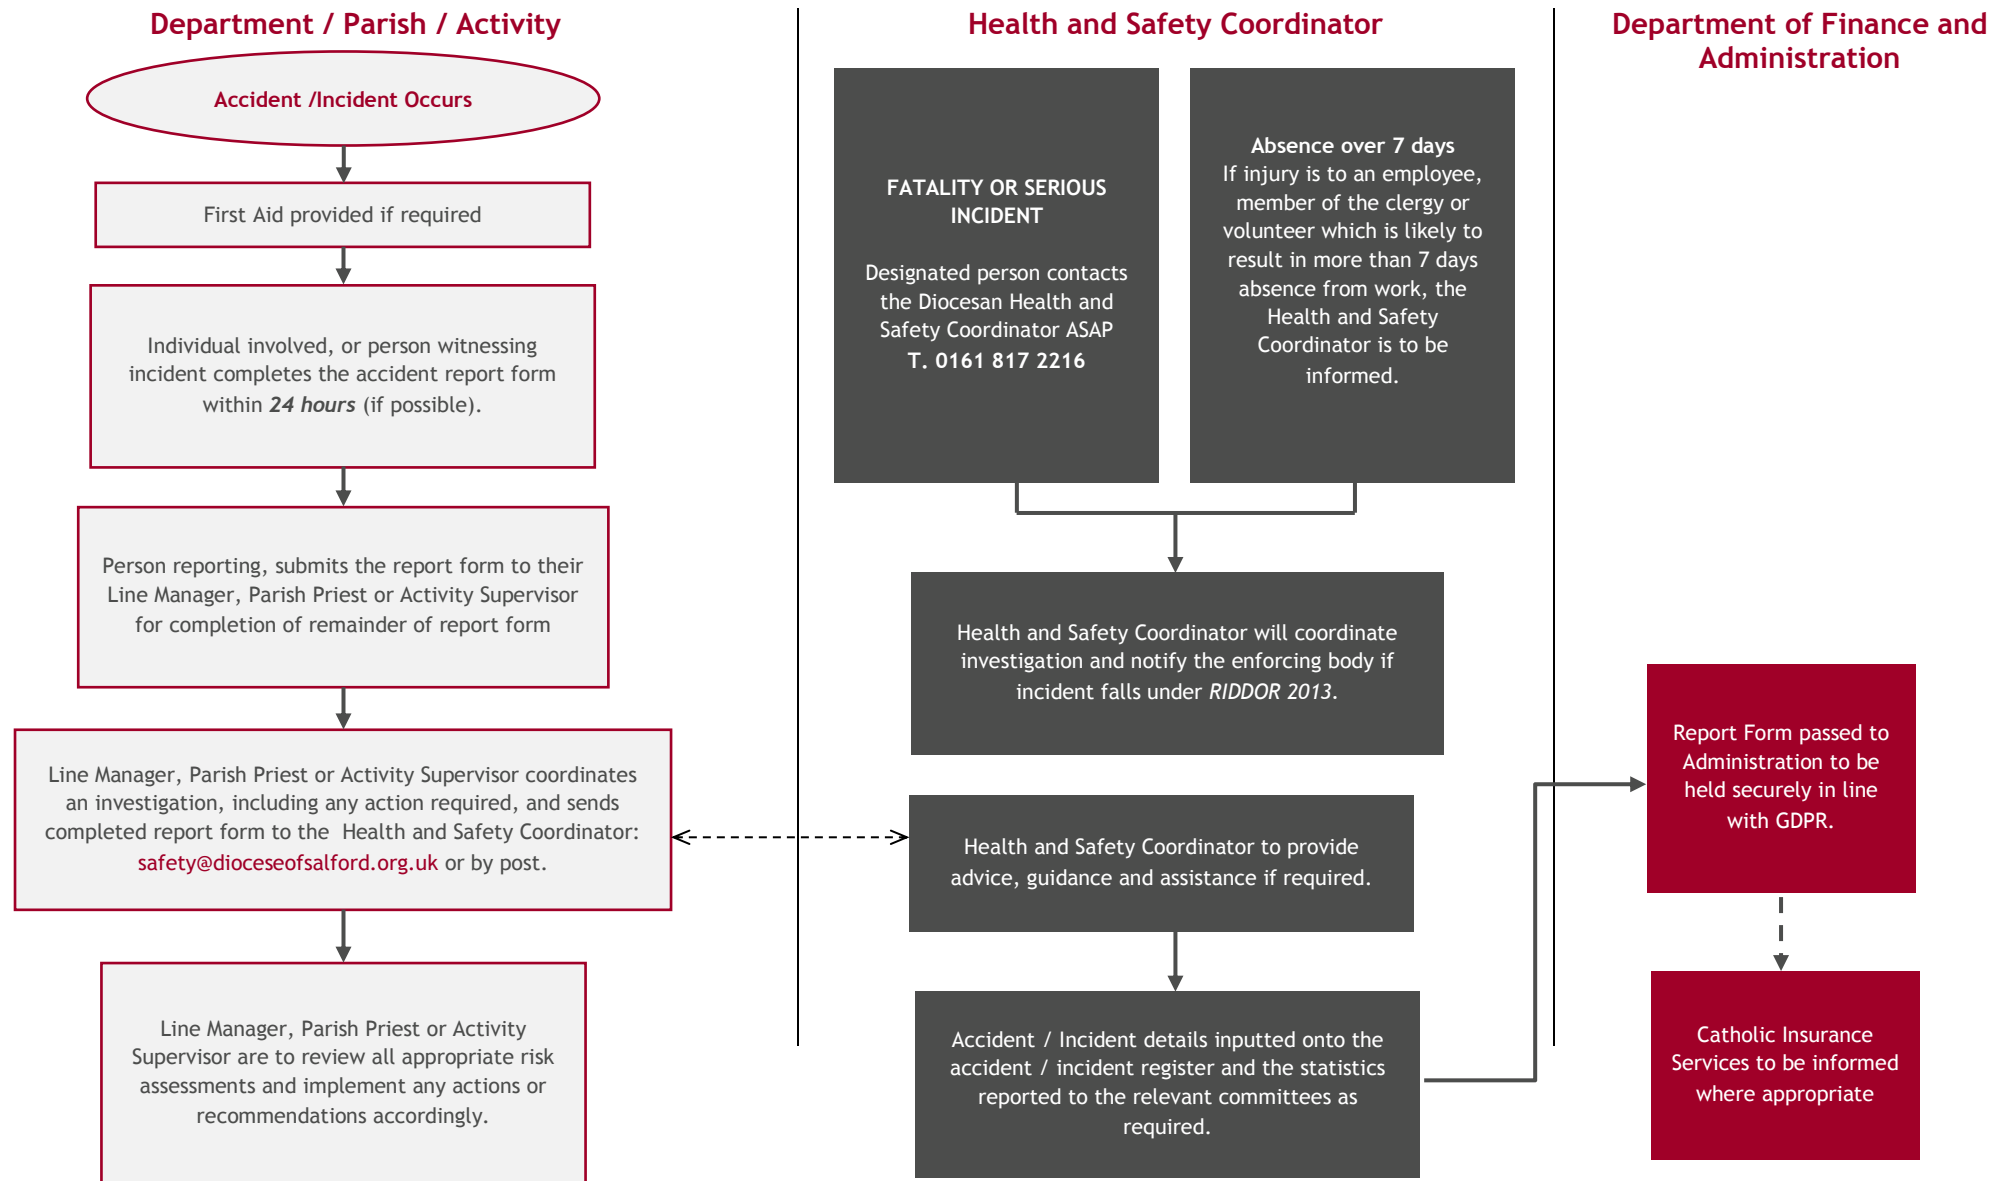 Department / Parish / Activity
Accident /Incident Occurs
First Aid provided if required
Individual involved, or person witnessing
incident completes the accident report form
within 24 hours (if possible).
Person reporting, submits the report form to their
Line Manager, Parish Priest or Activity Supervisor
for completion of remainder of report form
Line Manager, Parish Priest or Activity Supervisor coordinates
an investigation, including any action required, and sends
completed report form to the Health and Safety Coordinator:
safety@dioceseofsalford.org.uk or by post.
Line Manager, Parish Priest or Activity
Supervisor are to review all appropriate risk
assessments and implement any actions or
recommendations accordingly.
Health and Safety Coordinator
FATALITY OR SERIOUS
INCIDENT
Designated person contacts
the Diocesan Health and
Safety Coordinator ASAP
T. 0161 817 2216
Absence over 7 days
If injury is to an employee,
member of the clergy or
volunteer which is likely to
result in more than 7 days
absence from work, the
Health and Safety
Coordinator is to be
informed.
Health and Safety Coordinator will coordinate
investigation and notify the enforcing body if
incident falls under RIDDOR 2013.
Health and Safety Coordinator to provide
advice, guidance and assistance if required.
Accident / Incident details inputted onto the
accident / incident register and the statistics
reported to the relevant committees as
required.
Department of Finance and
Administration
Report Form passed to
Administration to be
held securely in line
with GDPR.
Catholic Insurance
Services to be informed
where appropriate